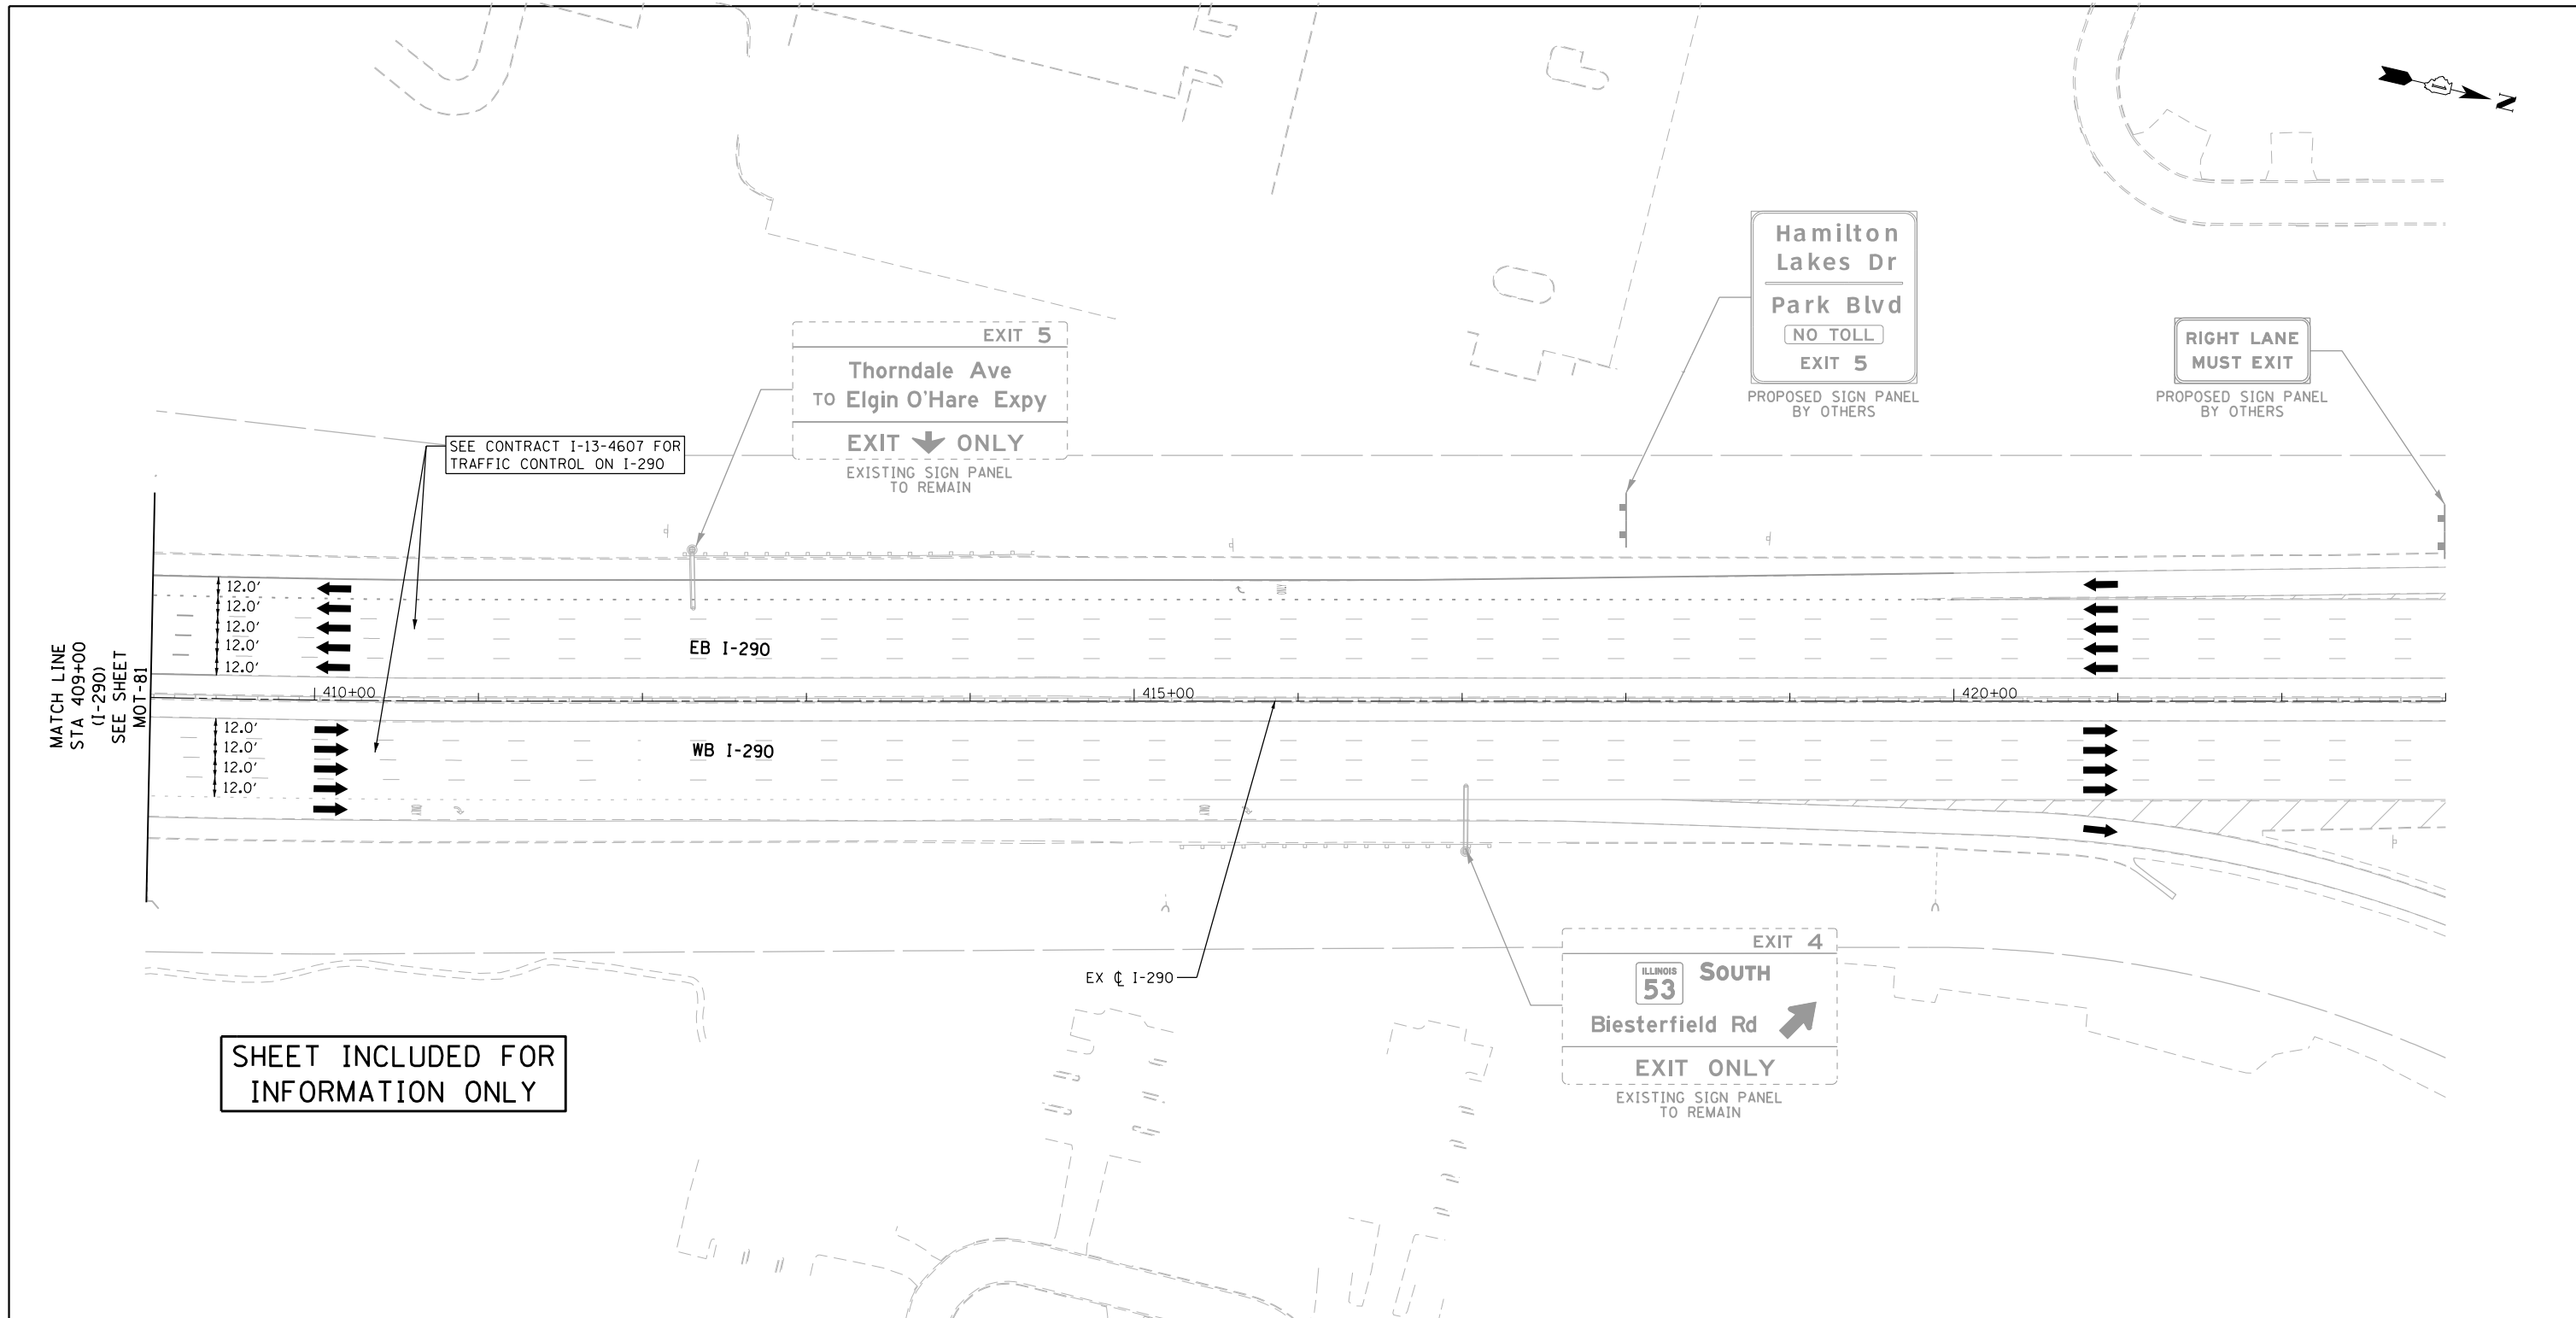 N
Hamilton
Lakes Dr
Park Blvd
NO TOLL
EXIT 5
PROPOSED SIGN PANEL
BY OTHERS
RIGHT LANE
MUST EXIT
PROPOSED SIGN PANEL
BY OTHERS
EXIT 5
Thorndale Ave
TO Elgin O'Hare Expy
EXIT ONLY
EXISTING SIGN PANEL
TO REMAIN
SEE CONTRACT I-13-4607 FOR
TRAFFIC CONTROL ON I-290
MATCH LINE
STA 409+00
(I-290)
SEE SHEET
MOT-81
12.0'
12.0'
12.0'
12.0'
12.0'
ONLY
EB I-290
410+00
415+00
420+00
12.0'
12.0'
12.0'
12.0'
WB I-290
ONLY
ONLY
EX ℄ I-290
EXIT 4
ILLINOIS
53 SOUTH
Biesterfield Rd
EXIT ONLY
EXISTING SIGN PANEL
TO REMAIN
SHEET INCLUDED FOR
INFORMATION ONLY